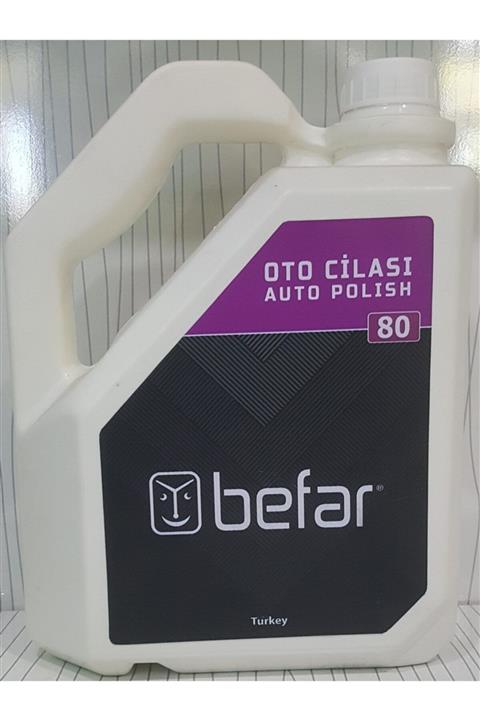 OTO CİLASI
AUTO POLISH
80
befar®
Turkey